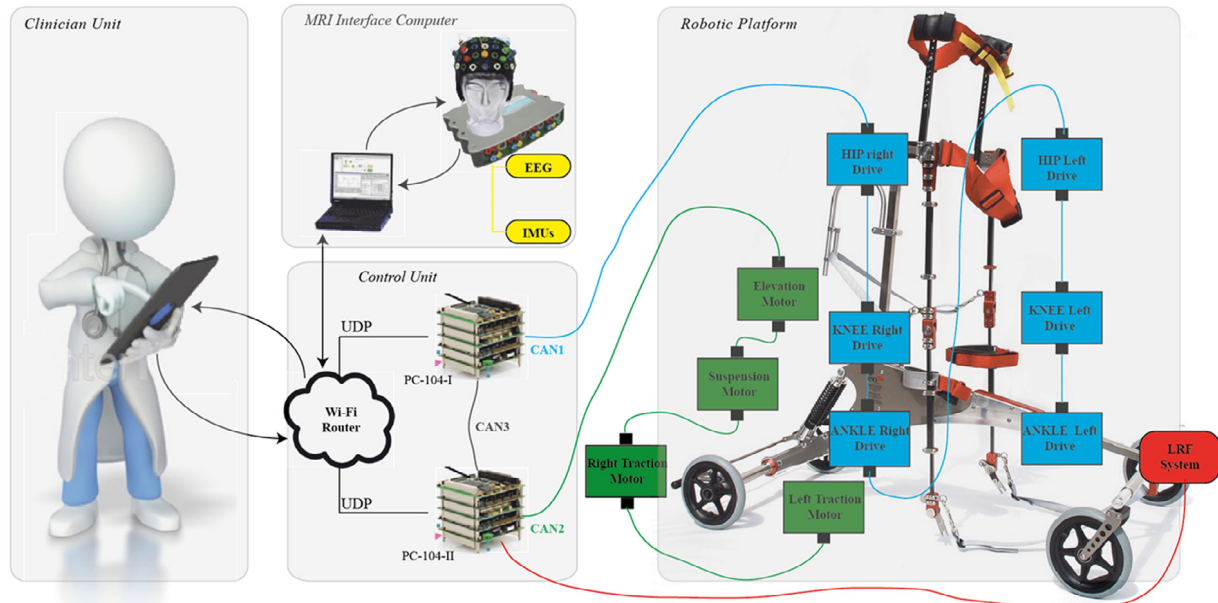 Clinician Unit
MRI Interface Computer
EEG
IMUs
Control Unit
UDP
CAN1
PC-104-I
Wi-Fi
Router
CAN3
UDP
CAN2
PC-104-II
Robotic Platform
HIP right
Drive
HIP Left
Drive
Elevation
Motor
KNEE Right
Drive
KNEE Left
Drive
Suspension
Motor
ANKLE Right
Drive
ANKLE Left
Drive
Right Traction
Motor
Left Traction
Motor
LRF
System